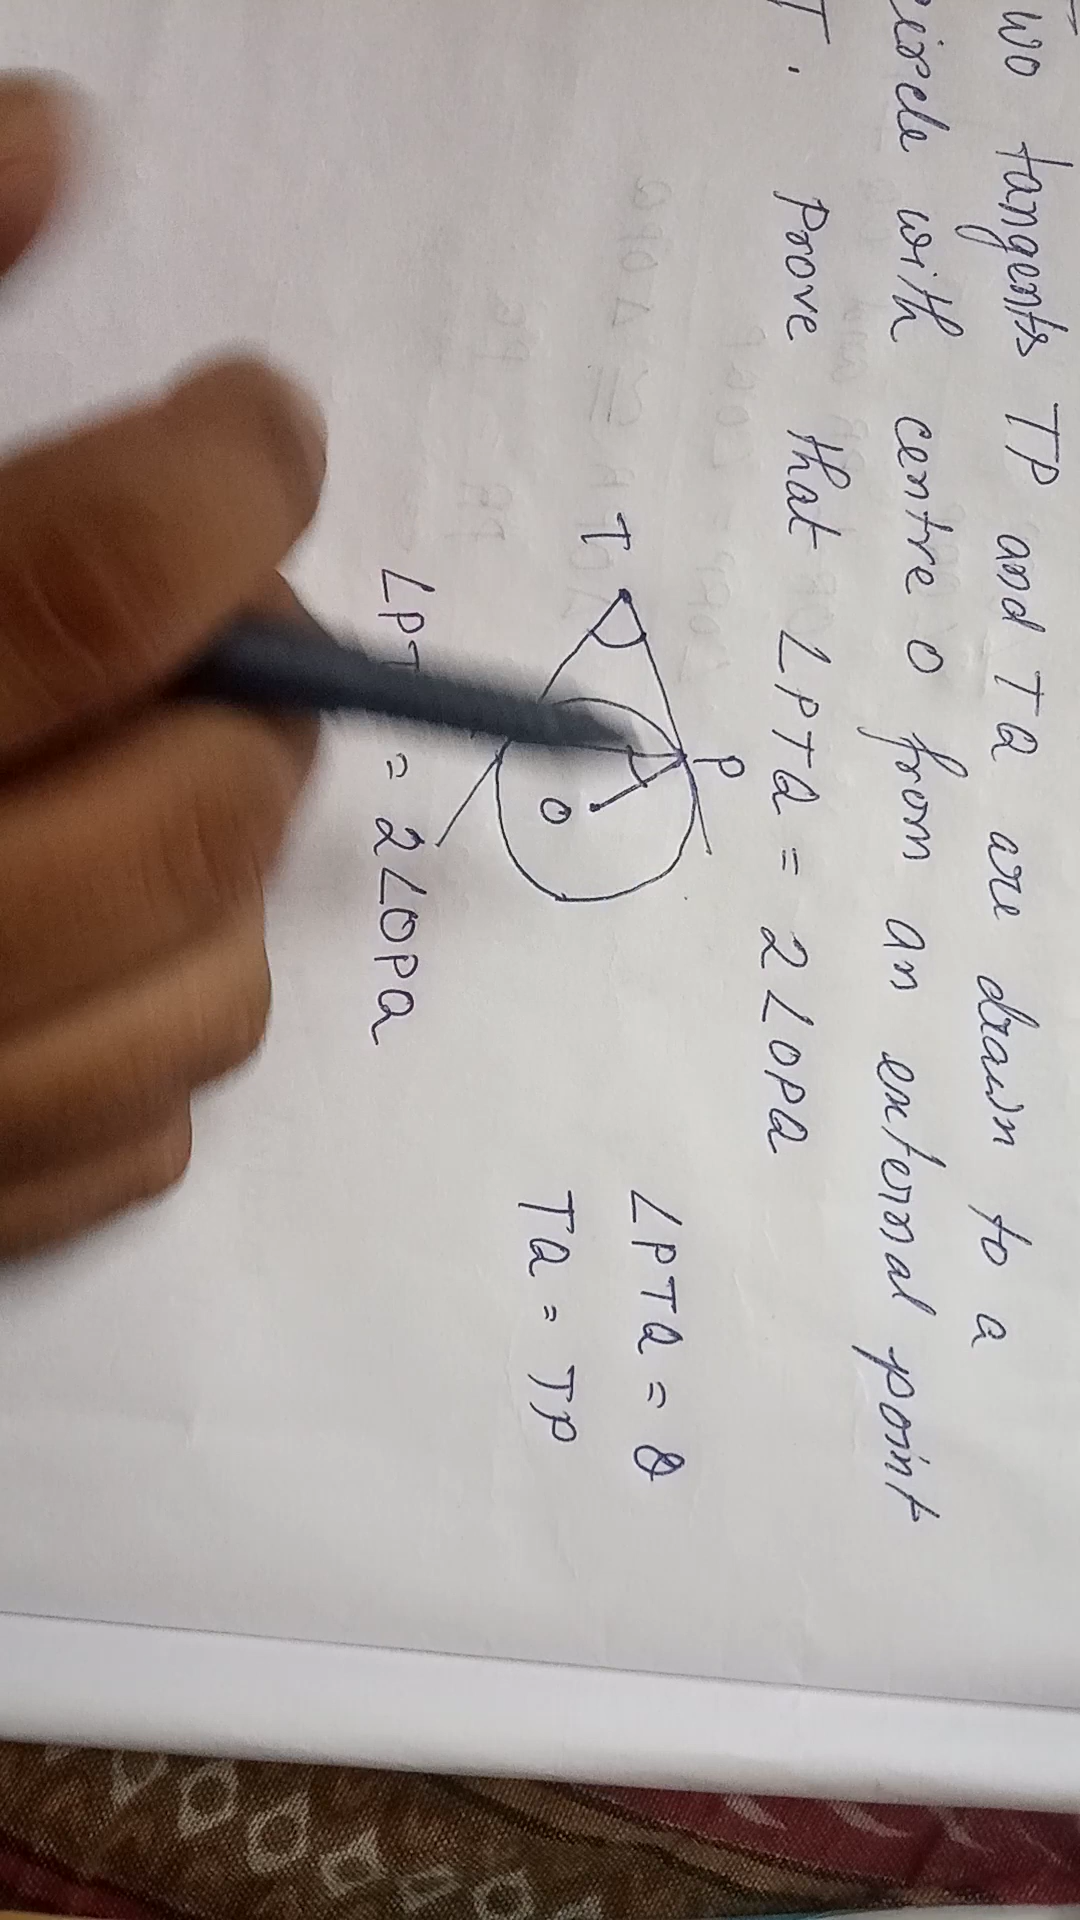 wo tangents TP and TQ are drawn to a
circle with centre O from an external point
T. Prove that ∠PTQ = 2∠OPQ
T
P
O
∠PTQ = θ
TQ = TP
∠PT = 2∠OPQ